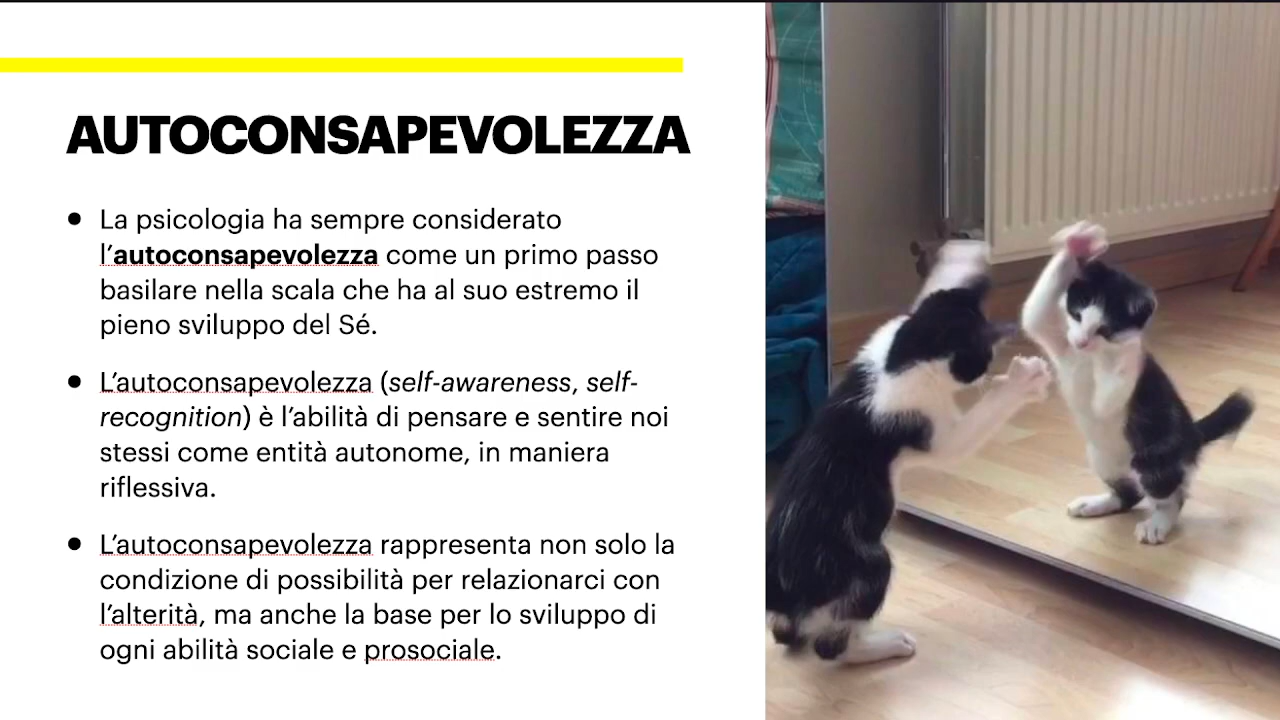 AUTOCONSAPEVOLEZZA
● La psicologia ha sempre considerato
l’autoconsapevolezza come un primo passo
basilare nella scala che ha al suo estremo il
pieno sviluppo del Sé.
● L’autoconsapevolezza (self-awareness, self-
recognition) è l’abilità di pensare e sentire noi
stessi come entità autonome, in maniera
riflessiva.
● L’autoconsapevolezza rappresenta non solo la
condizione di possibilità per relazionarci con
l’alterità, ma anche la base per lo sviluppo di
ogni abilità sociale e prosociale.